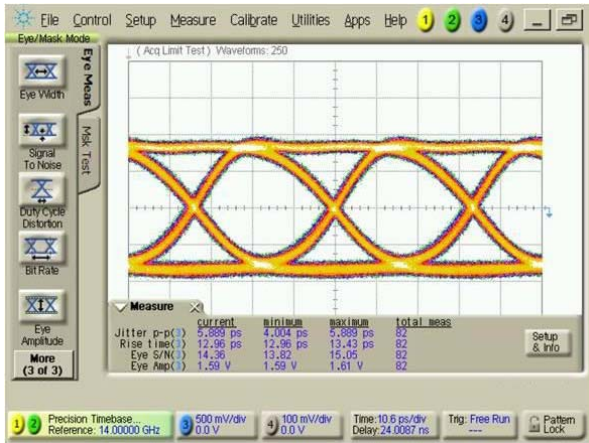 File Control Setup Measure Calibrate Utilities Apps Help 1 2 3 4
Eye/Mask Mode
( Acq Limit Test ) Waveforms: 250
Eye Meas
Msk Test
Eye Width
Signal
To Noise
Duty Cycle
Distortion
Bit Rate
Eye
Amplitude
More
(3 of 3)
Measure
current minimum maximum total meas
Jitter p-p(3) 5.889 ps 4.004 ps 5.889 ps 82
Rise time(3) 12.96 ps 12.96 ps 13.43 ps 82
Eye S/N(3) 14.36 13.82 15.05 82
Eye Amp(3) 1.59 V 1.59 V 1.61 V 82
Setup
& Info
1 2 Precision Timebase...
Reference: 14.00000 GHz
3 500 mV/div
0.0 V
4 100 mV/div
0.0 V
Time:10.6 ps/div
Delay:24.0087 ns
Trig: Free Run
----
Pattern
Lock